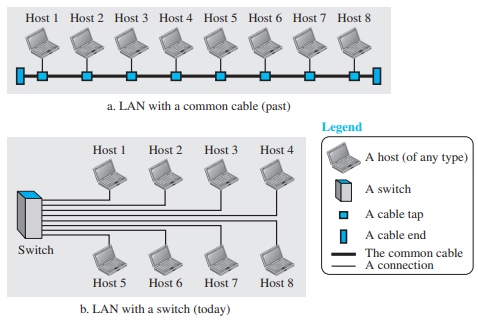 Host 1 Host 2 Host 3 Host 4 Host 5 Host 6 Host 7 Host 8
a. LAN with a common cable (past)
Host 1 Host 2 Host 3 Host 4
Switch
Host 5 Host 6 Host 7 Host 8
b. LAN with a switch (today)
Legend
A host (of any type)
A switch
A cable tap
A cable end
The common cable
A connection